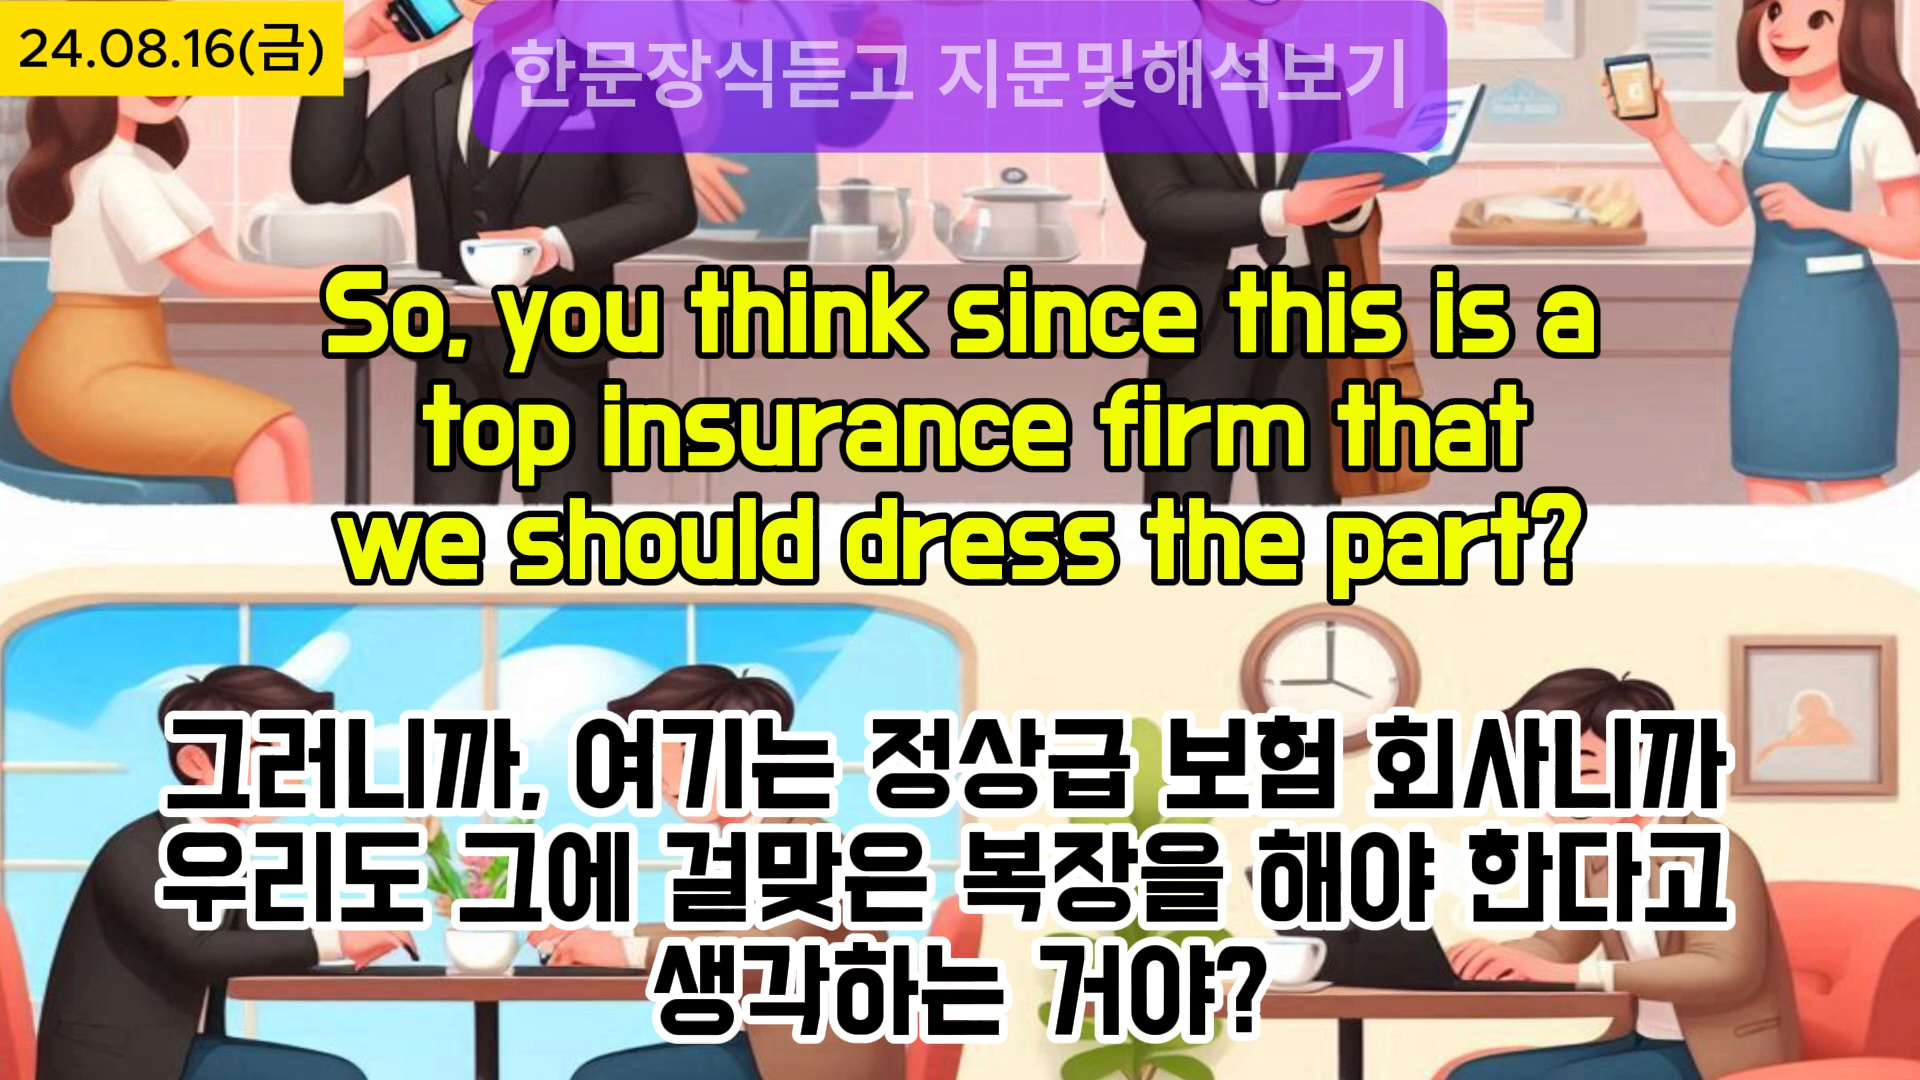 24.08.16(금)
한문장식듣고 지문및해석보기
So, you think since this is a
top insurance firm that
we should dress the part?
그러니까, 여기는 정상급 보험 회사니까
우리도 그에 걸맞은 복장을 해야 한다고
생각하는 거야?